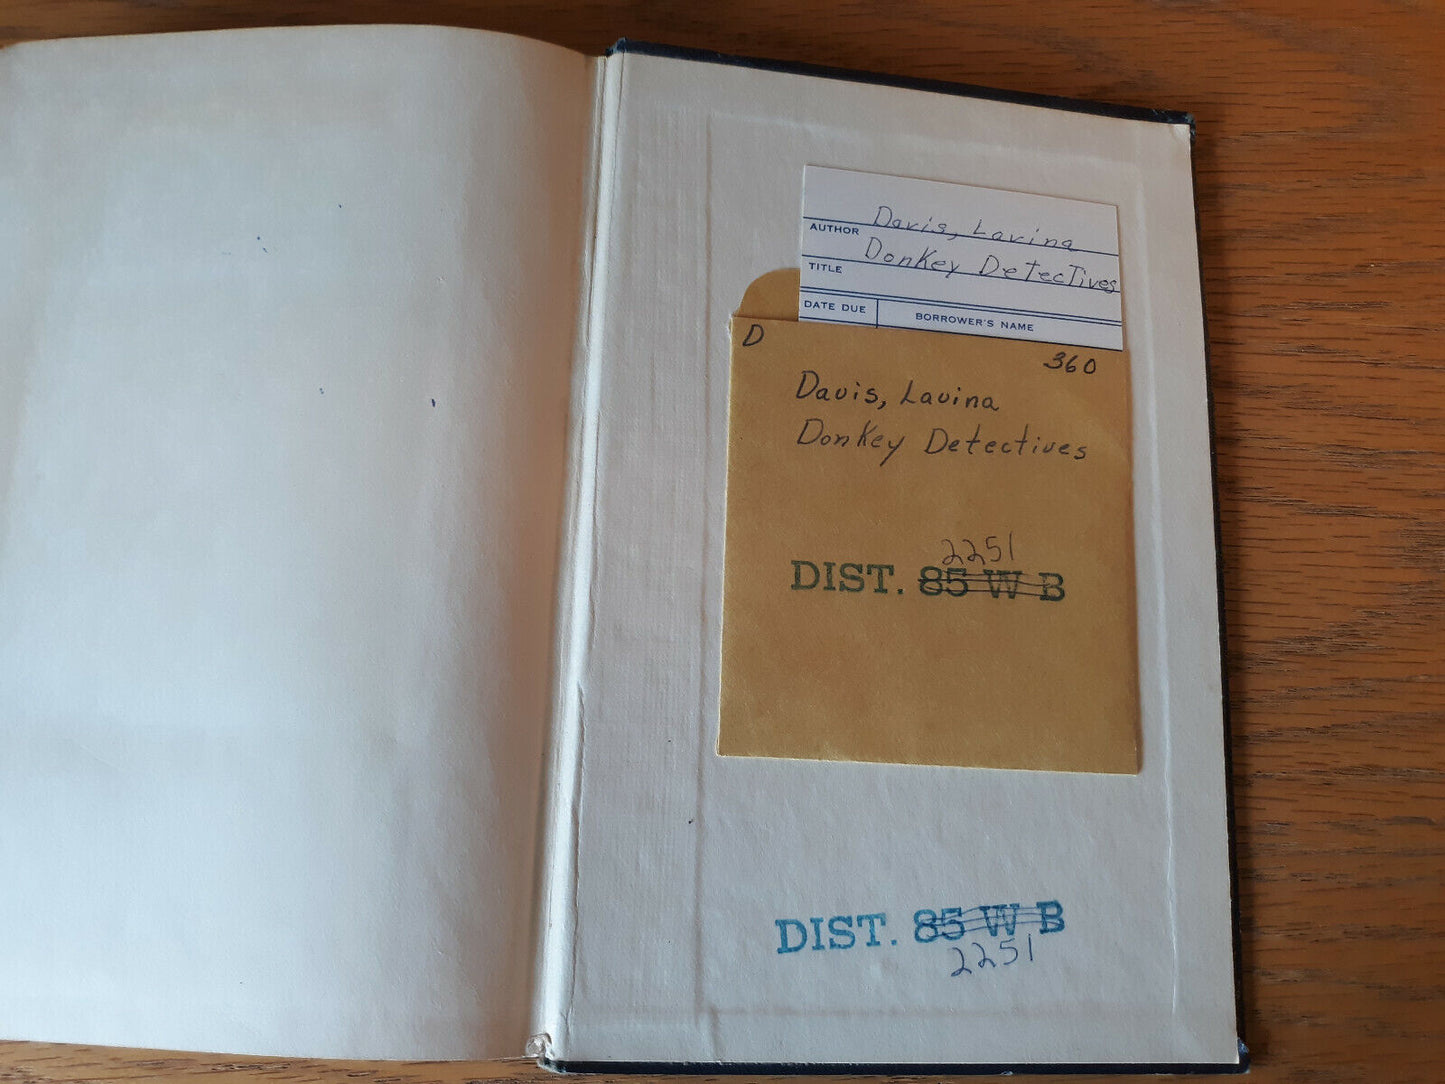 Davis, Lavina
AUTHOR
Donkey Detectives
TITLE
DATE DUE BORROWER'S NAME
D 360
Davis, Lavina
Donkey Detectives
2251
DIST. 85 W B
DIST. 85 W B
2251